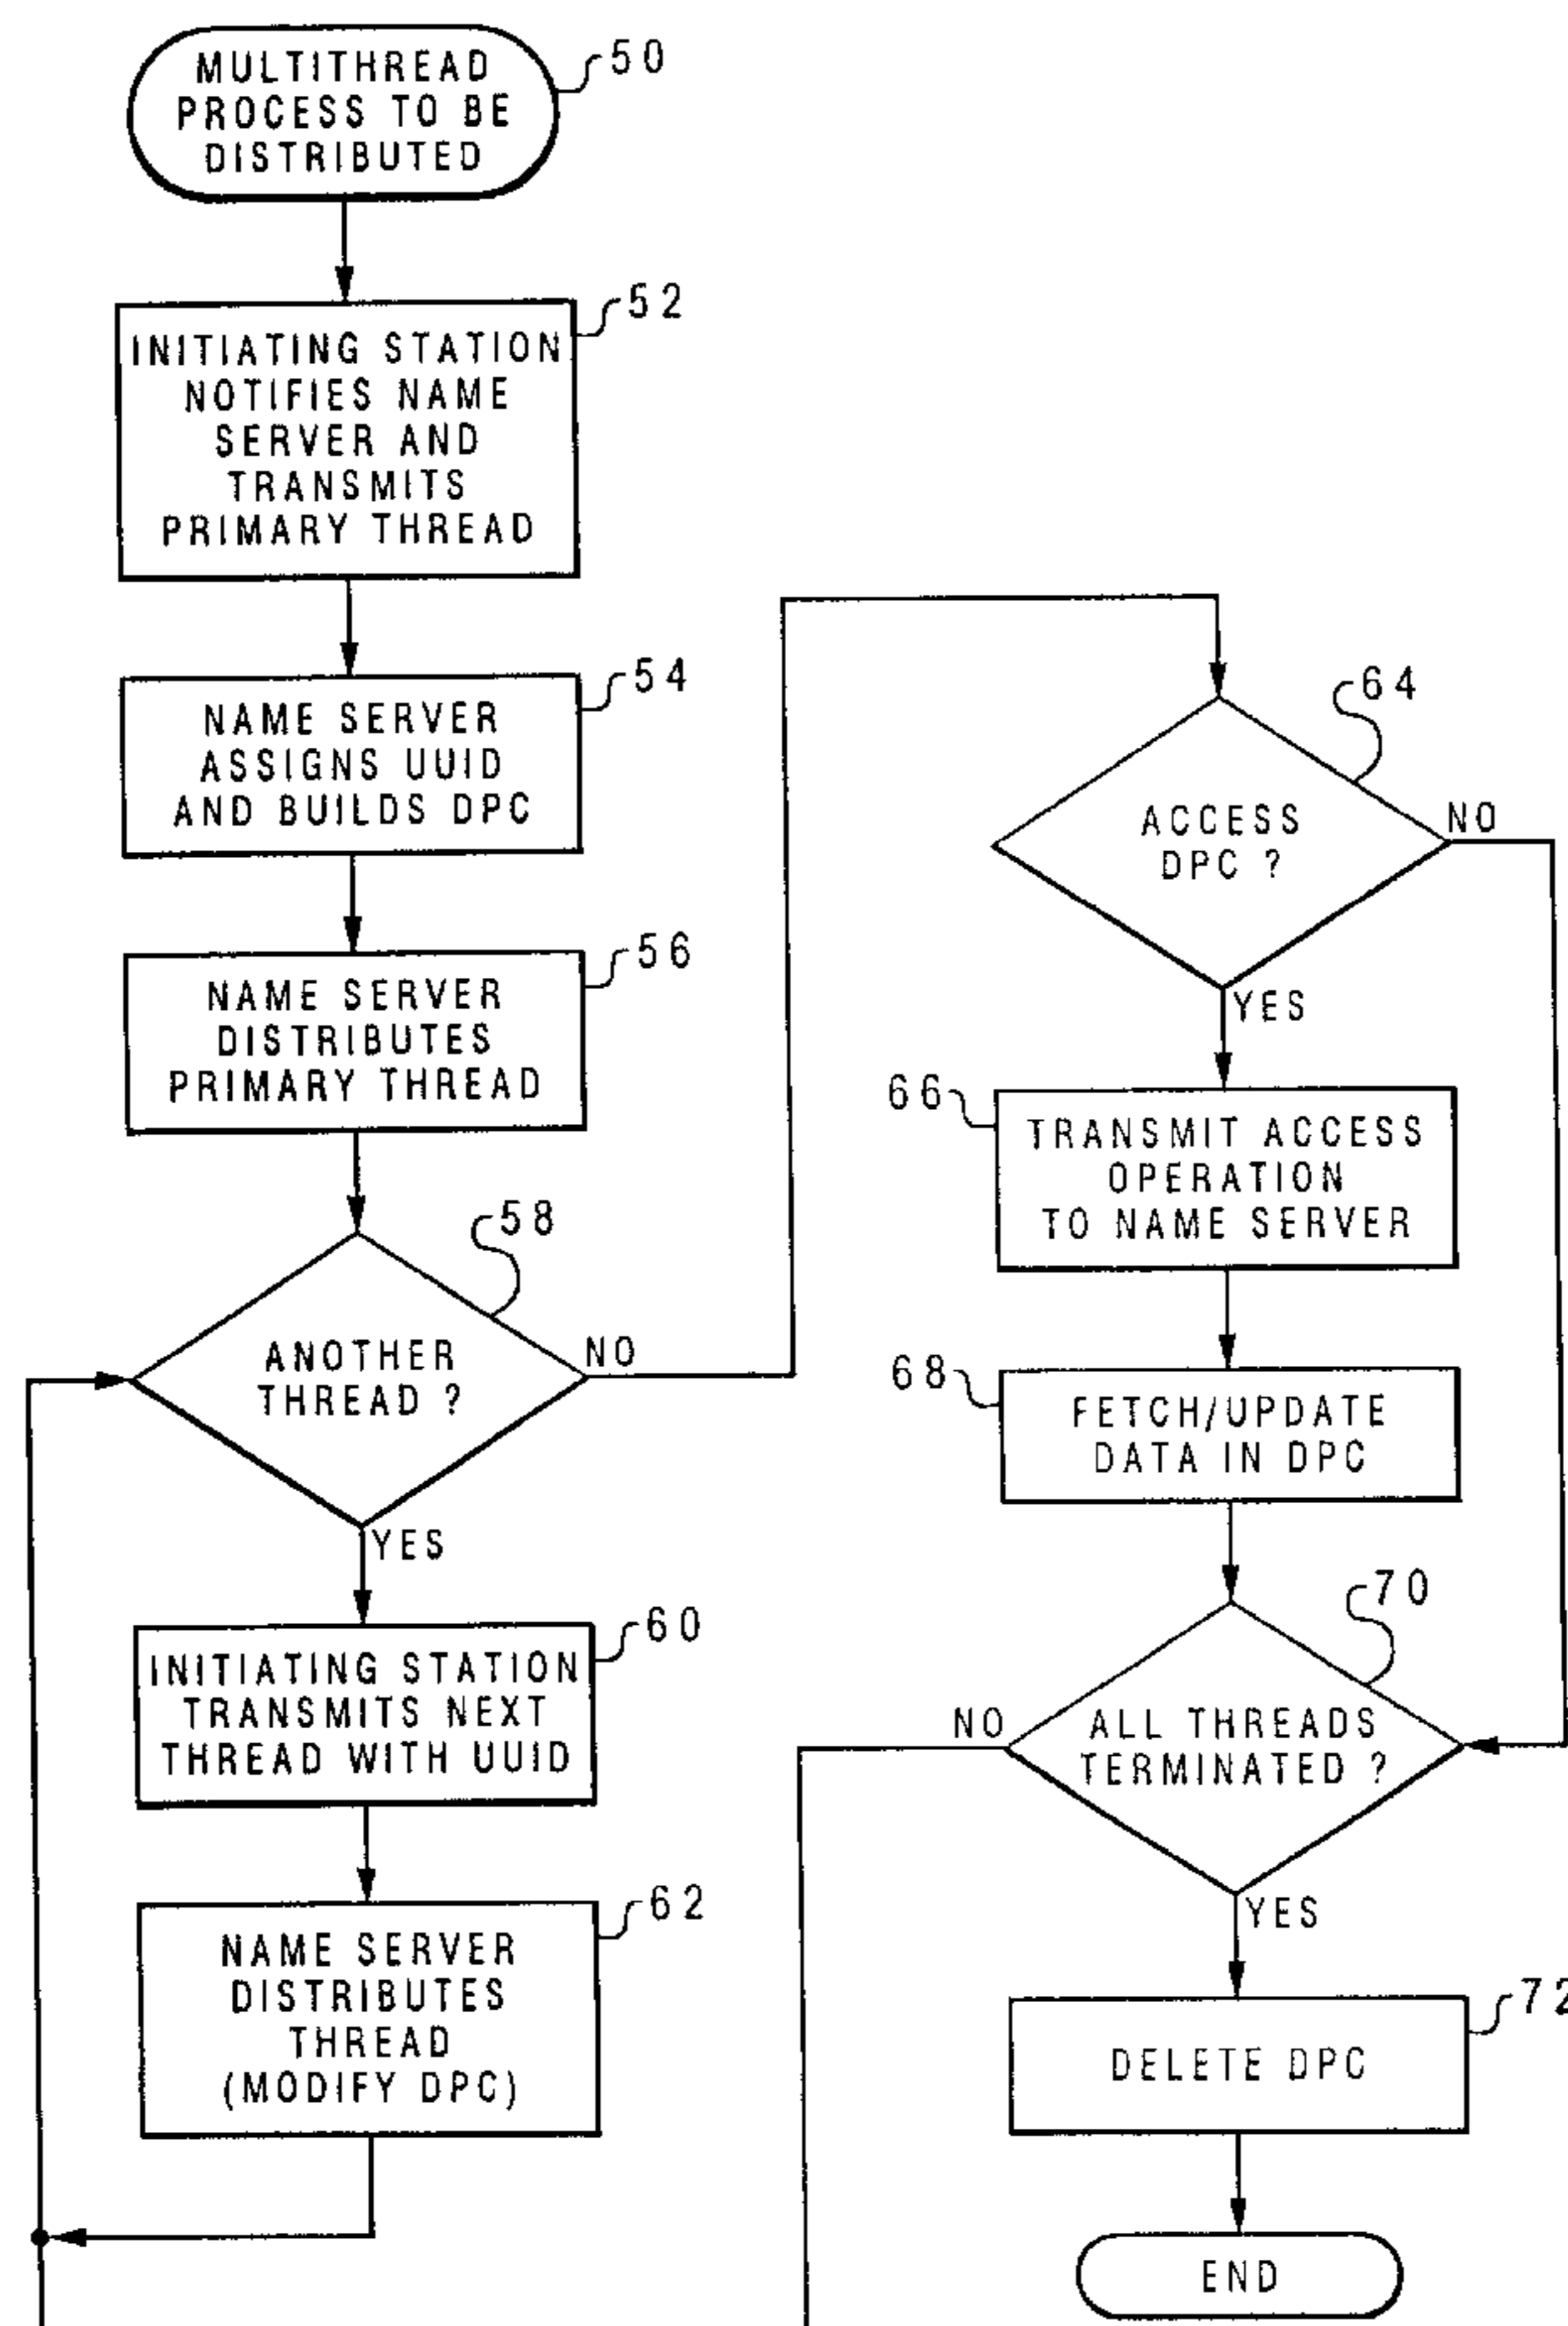 MULTITHREAD
PROCESS TO BE
DISTRIBUTED
50
INITIATING STATION
NOTIFIES NAME
SERVER AND
TRANSMITS
PRIMARY THREAD
52
NAME SERVER
ASSIGNS UUID
AND BUILDS DPC
54
NAME SERVER
DISTRIBUTES
PRIMARY THREAD
56
ANOTHER
THREAD ?
58
NO
YES
INITIATING STATION
TRANSMITS NEXT
THREAD WITH UUID
60
NAME SERVER
DISTRIBUTES
THREAD
(MODIFY DPC)
62
ACCESS
DPC ?
64
NO
YES
66
TRANSMIT ACCESS
OPERATION
TO NAME SERVER
68
FETCH/UPDATE
DATA IN DPC
70
NO
ALL THREADS
TERMINATED ?
YES
72
DELETE DPC
END